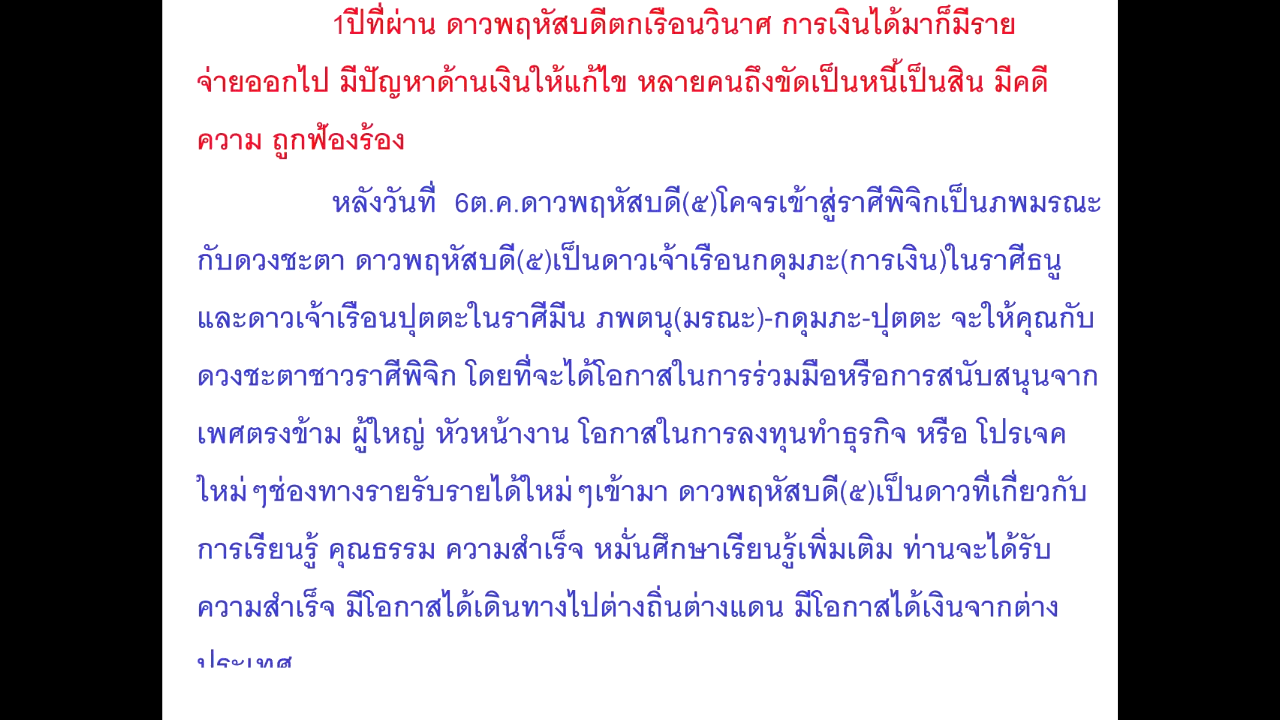 1ปีที่ผ่าน ดาวพฤหัสบดีตกเรือนวินาศ การเงินได้มาก็มีราย
จ่ายออกไป มีปัญหาด้านเงินให้แก้ไข หลายคนถึงขัดเป็นหนี้เป็นสิน มีคดี
ความ ถูกฟ้องร้อง
หลังวันที่ 6ต.ค.ดาวพฤหัสบดี(๕)โคจรเข้าสู่ราศีพิจิกเป็นภพมรณะ
กับดวงชะตา ดาวพฤหัสบดี(๕)เป็นดาวเจ้าเรือนกดุมภะ(การเงิน)ในราศีธนู
และดาวเจ้าเรือนปุตตะในราศีมีน ภพตนุ(มรณะ)-กดุมภะ-ปุตตะ จะให้คุณกับ
ดวงชะตาชาวราศีพิจิก โดยที่จะได้โอกาสในการร่วมมือหรือการสนับสนุนจาก
เพศตรงข้าม ผู้ใหญ่ หัวหน้างาน โอกาสในการลงทุนทำธุรกิจ หรือ โปรเจค
ใหม่ๆช่องทางรายรับรายได้ใหม่ๆเข้ามา ดาวพฤหัสบดี(๕)เป็นดาวที่เกี่ยวกับ
การเรียนรู้ คุณธรรม ความสำเร็จ หมั่นศึกษาเรียนรู้เพิ่มเติม ท่านจะได้รับ
ความสำเร็จ มีโอกาสได้เดินทางไปต่างถิ่นต่างแดน มีโอกาสได้เงินจากต่าง
ประเทศ